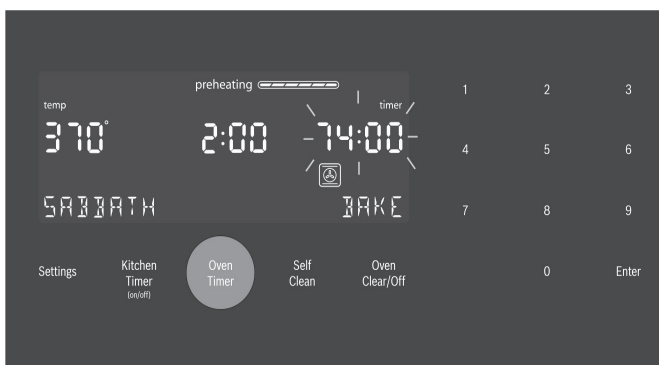 preheating
temp
timer
370°
2:00
74:00
SABBATH
BAKE
Settings
Kitchen
Timer
(on/off)
Oven
Timer
Self
Clean
Oven
Clear/Off
1 2 3
4 5 6
7 8 9
0 Enter